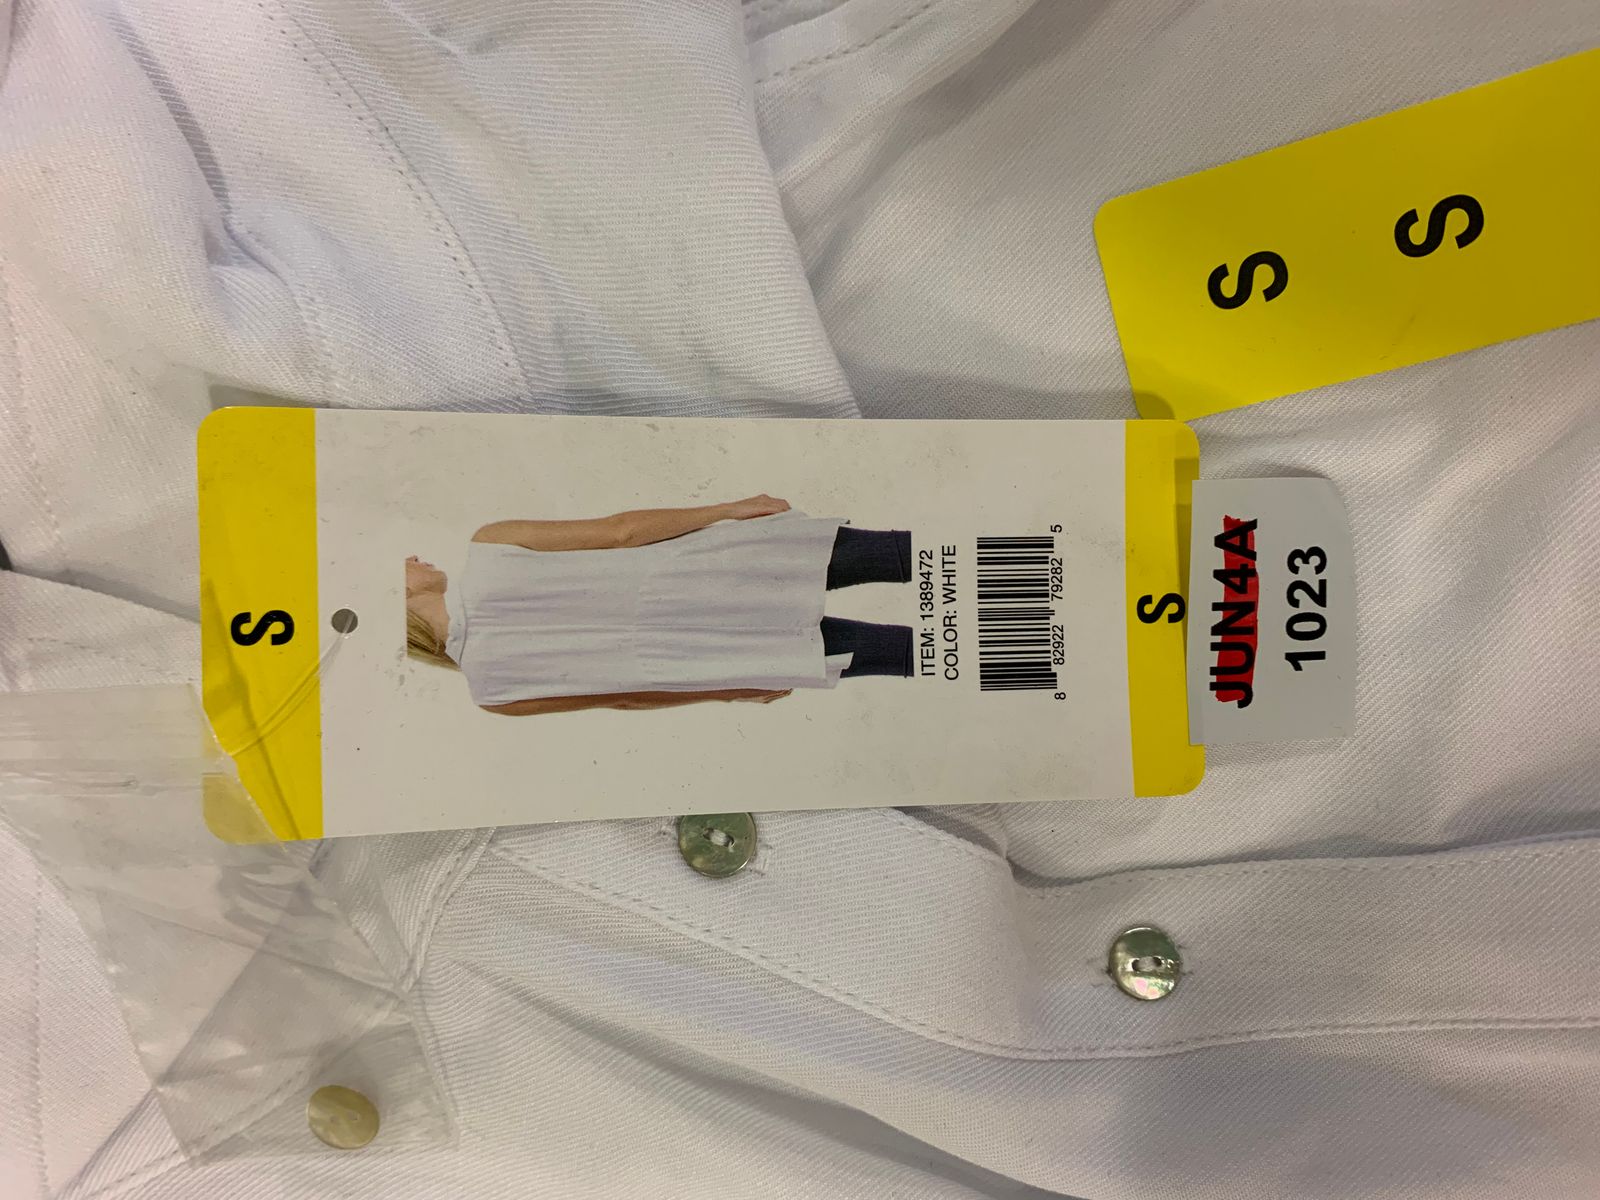 S
ITEM: 1389472
COLOR: WHITE
8 82922 79282 5
S
JUN4A
1023
S
S